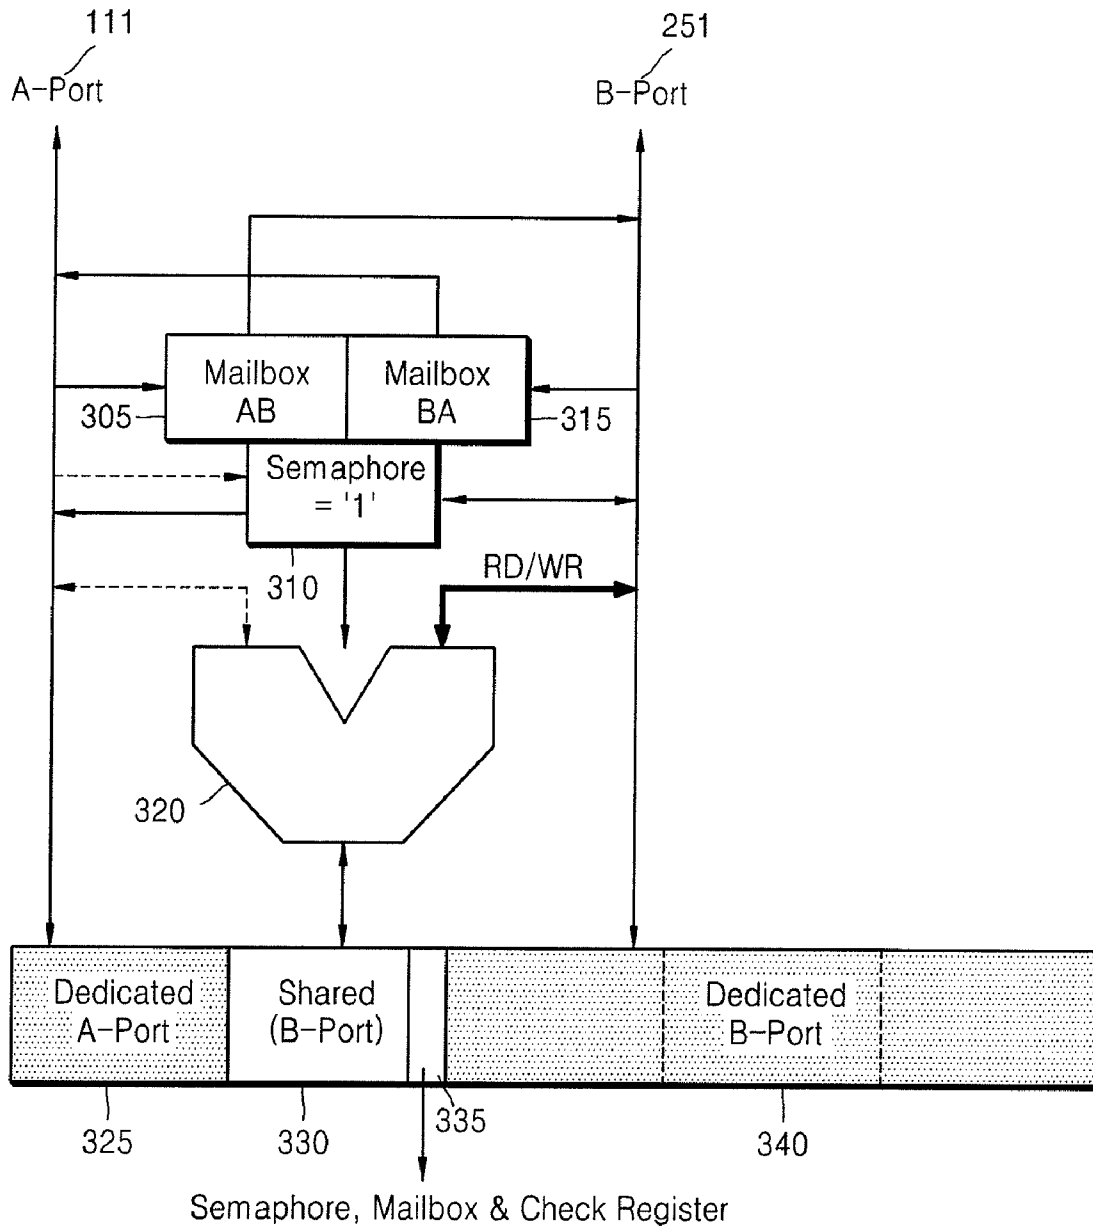 111
251
A-Port
B-Port
Mailbox
AB
Mailbox
BA
305
315
Semaphore
= '1'
310
RD/WR
320
Dedicated
A-Port
Shared
(B-Port)
Dedicated
B-Port
325
330
335
340
Semaphore, Mailbox & Check Register